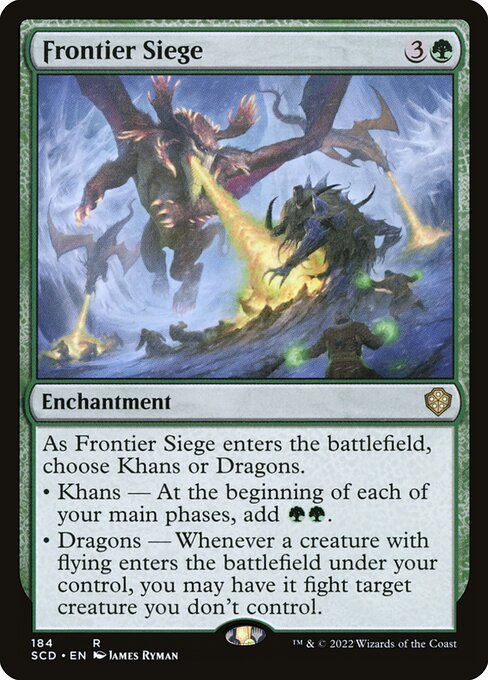 Frontier Siege 3
Enchantment
As Frontier Siege enters the battlefield,
choose Khans or Dragons.
• Khans — At the beginning of each of
your main phases, add .
• Dragons — Whenever a creature with
flying enters the battlefield under your
control, you may have it fight target
creature you don't control.
184 R
SCD • EN James Ryman
™ & © 2022 Wizards of the Coast